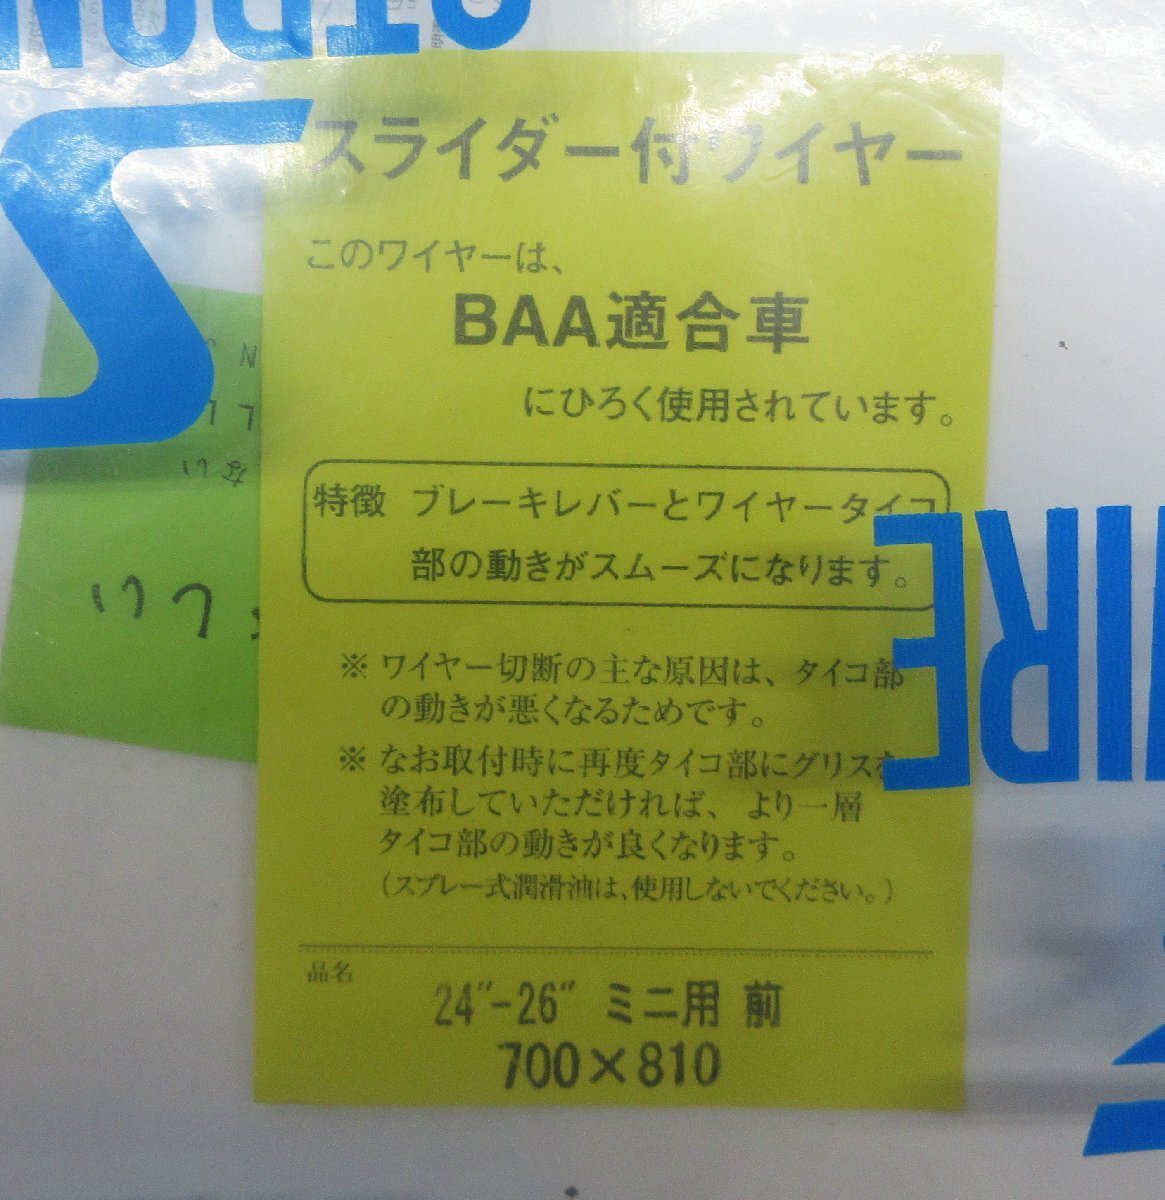 スライダー付ワイヤー
このワイヤーは、
BAA適合車
にひろく使用されています。
特徴 ブレーキレバーとワイヤータイコ
部の動きがスムーズになります。
※ ワイヤー切断の主な原因は、タイコ部
の動きが悪くなるためです。
※ なお取付時に再度タイコ部にグリスを
塗布していただければ、より一層
タイコ部の動きが良くなります。
(スプレー式潤滑油は、使用しないでください。)
品名
24"-26" ミニ用 前
700×810
IRE